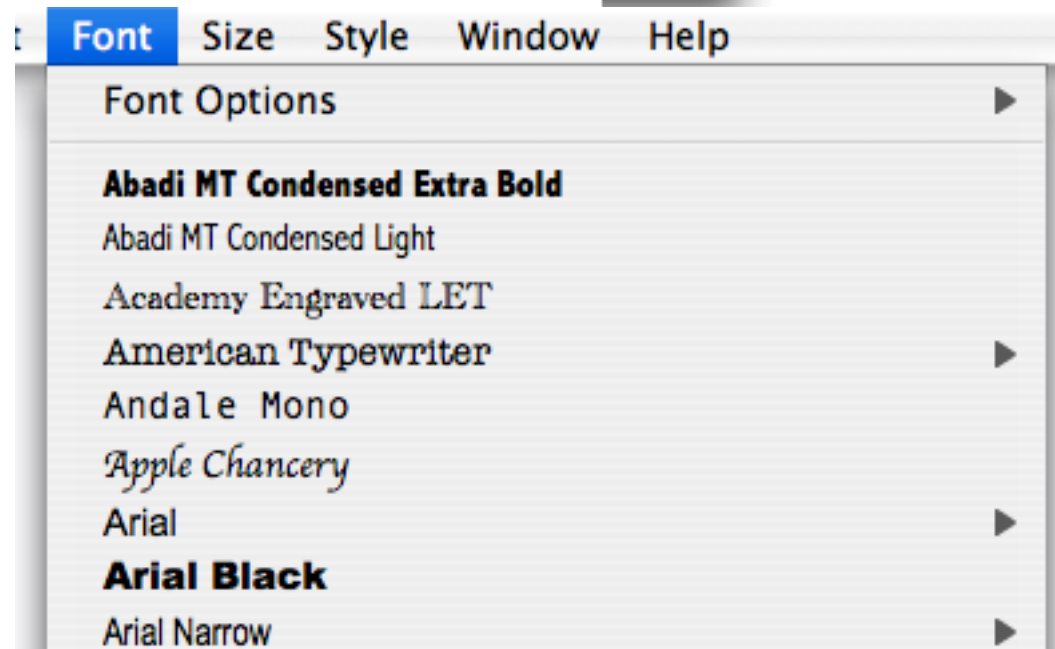 t Font Size Style Window Help
Font Options
Abadi MT Condensed Extra Bold
Abadi MT Condensed Light
Academy Engraved LET
American Typewriter
Andale Mono
Apple Chancery
Arial
Arial Black
Arial Narrow